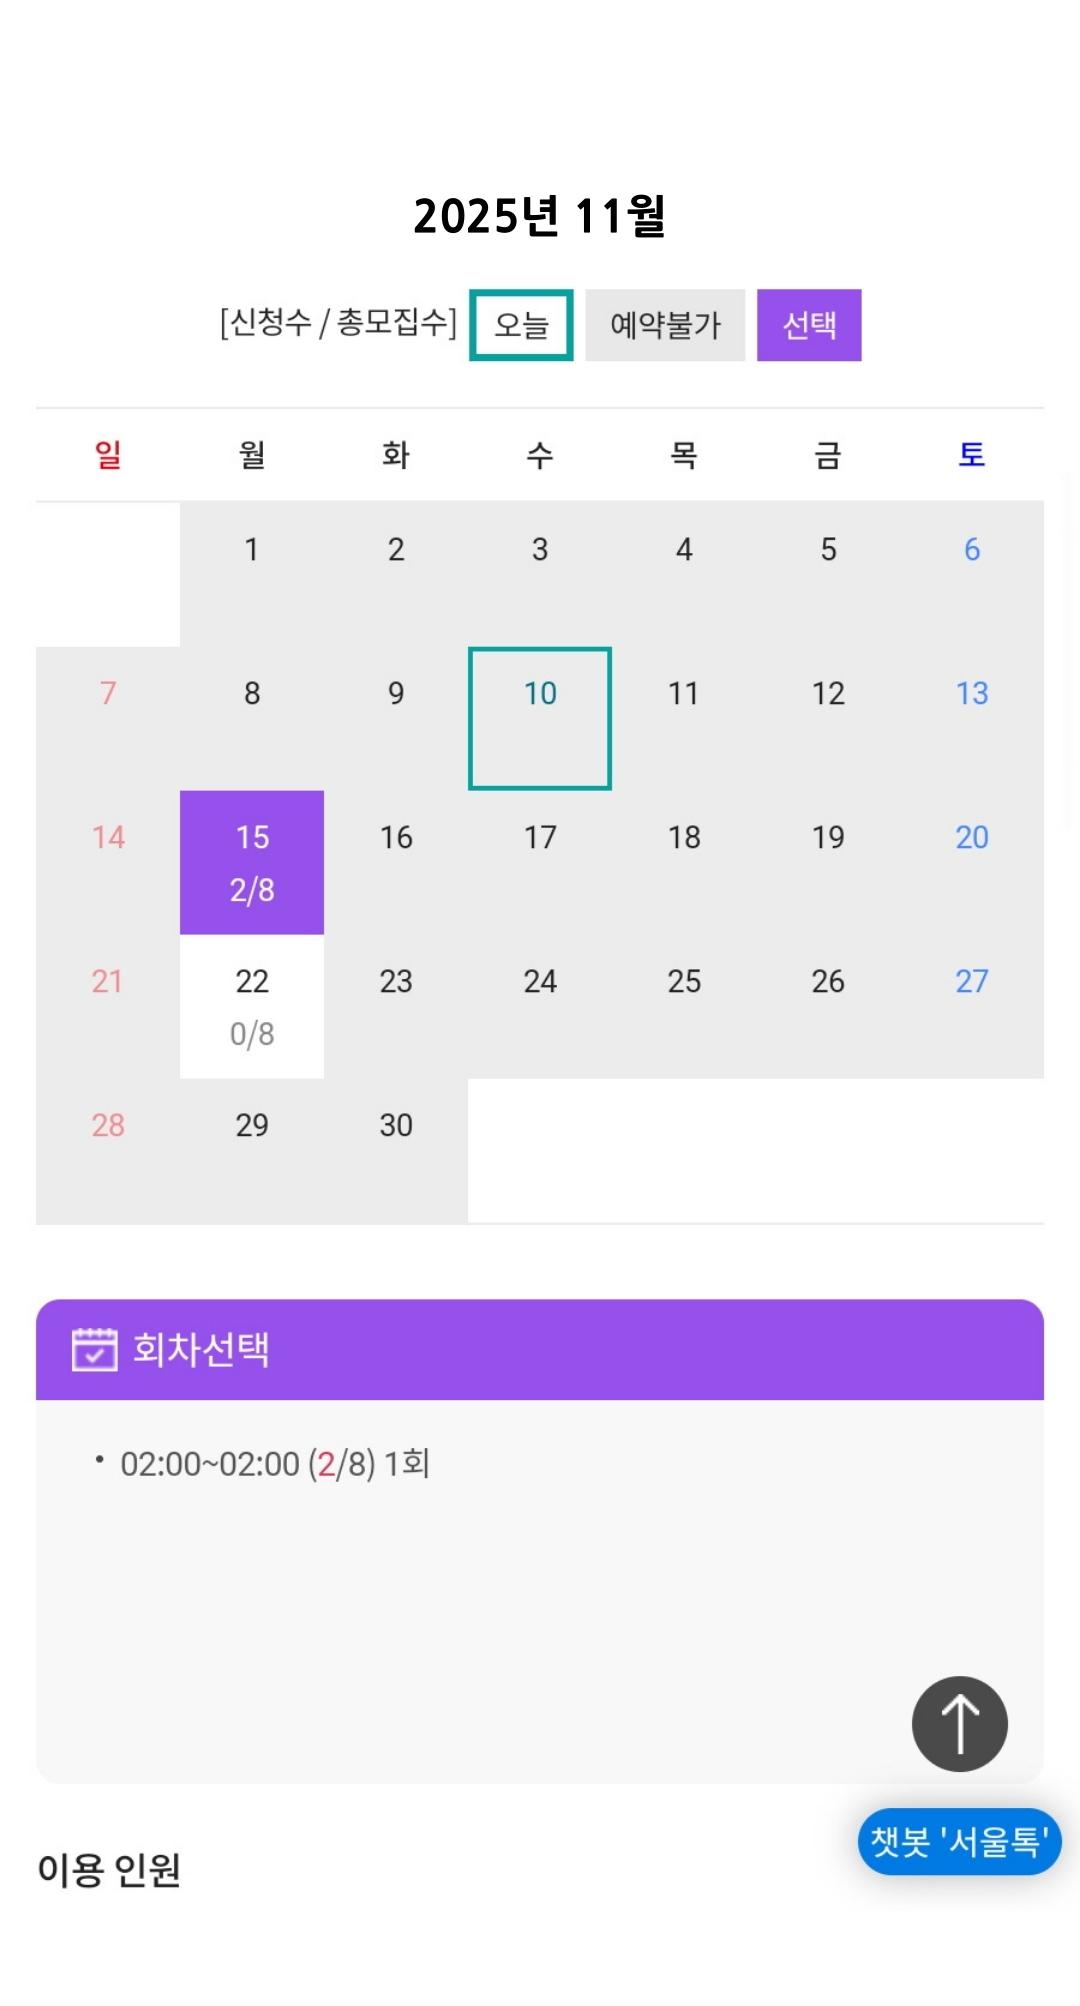 2025년 11월
[신청수 / 총모집수] 오늘 예약불가 선택
일 월 화 수 목 금 토
1 2 3 4 5 6
7 8 9 10 11 12 13
14 15 16 17 18 19 20
2/8
21 22 23 24 25 26 27
0/8
28 29 30
회차선택
• 02:00~02:00 (2/8) 1회
챗봇 '서울톡'
이용 인원